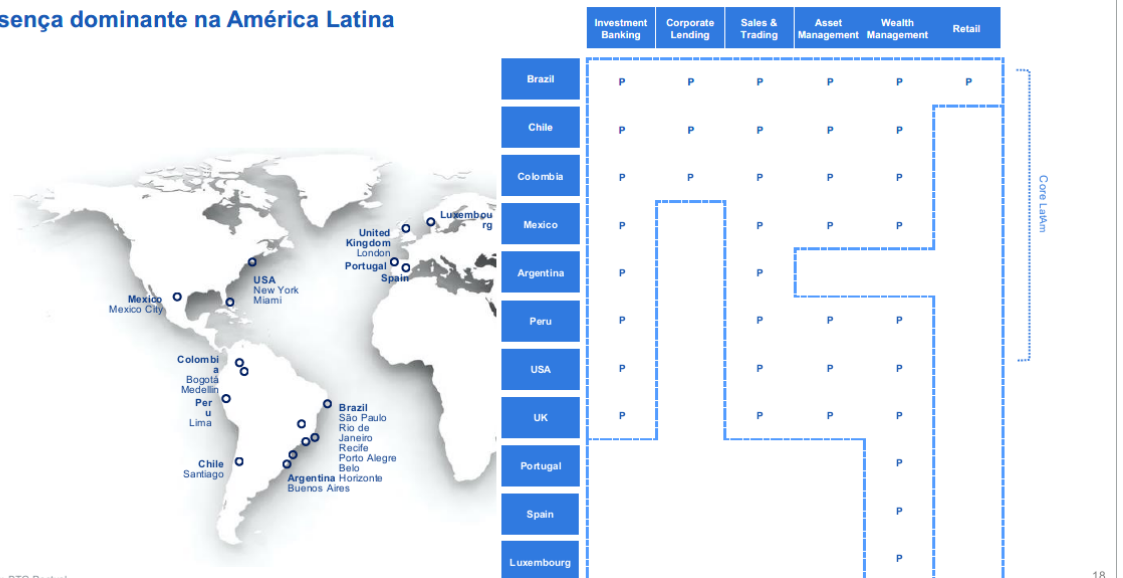 sença dominante na América Latina
Investment
Banking
Corporate
Lending
Sales &
Trading
Asset
Management
Wealth
Management
Retail
Brazil
P P P P P P
Chile
P P P P P
Colombia
P P P P P
Mexico
P P P P
Argentina
P P
Peru
P P P P
USA
P P P P
UK
P P P P
Portugal
P
Spain
P
Luxembourg
P
Core LatAm
Luxembou
rg
United
Kingdom
London
Portugal
Spain
USA
New York
Miami
Mexico
Mexico City
Colombi
a
Bogotá
Medellin
Per
u
Lima
Brazil
São Paulo
Rio de
Janeiro
Recife
Porto Alegre
Belo
Horizonte
Chile
Santiago
Argentina
Buenos Aires
18